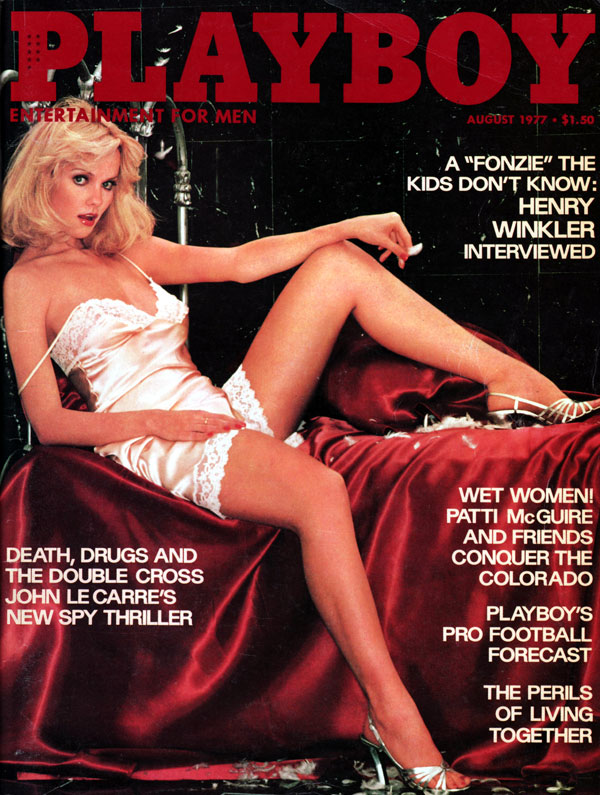 PLAYBOY
ENTERTAINMENT FOR MEN
AUGUST 1977 • $1.50
A "FONZIE" THE
KIDS DON'T KNOW:
HENRY
WINKLER
INTERVIEWED
WET WOMEN!
PATTI McGUIRE
AND FRIENDS
CONQUER THE
COLORADO
DEATH, DRUGS AND
THE DOUBLE CROSS
JOHN LE CARRE'S
NEW SPY THRILLER
PLAYBOY'S
PRO FOOTBALL
FORECAST
THE PERILS
OF LIVING
TOGETHER